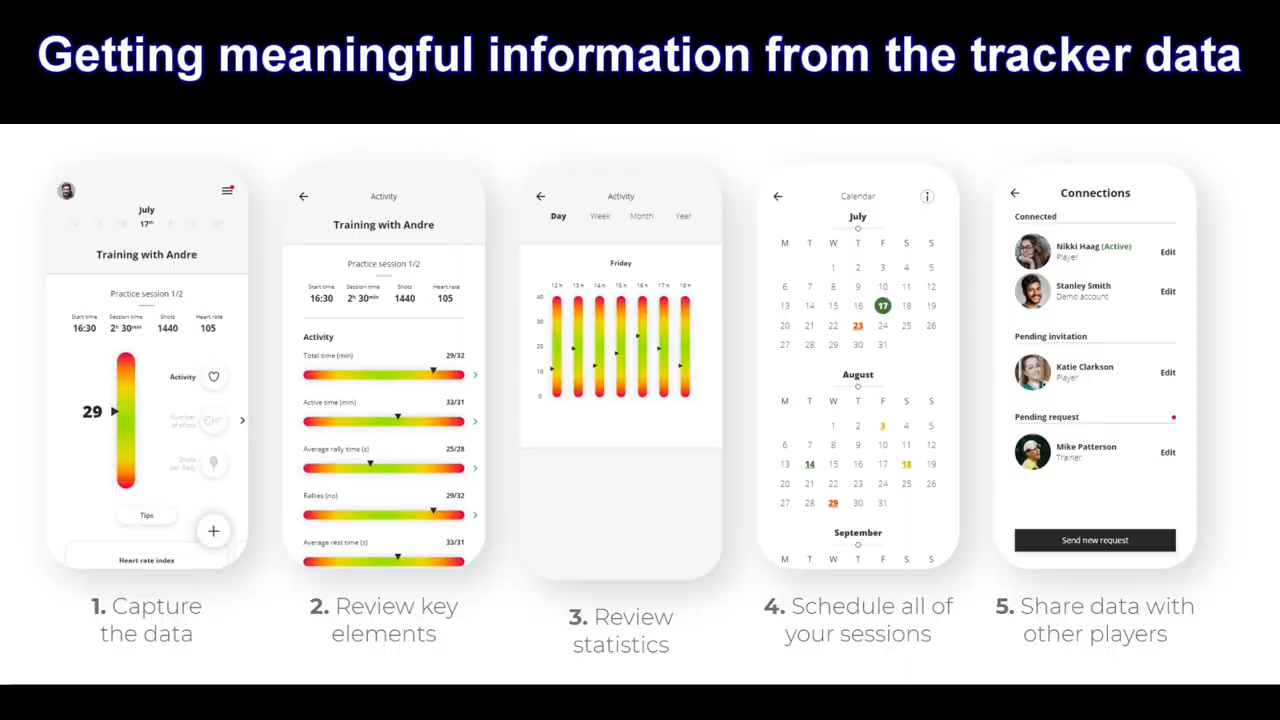 Getting meaningful information from the tracker data
July
17th
Training with Andre
Practice session 1/2
Start time Session time Shots Heart rate
16:30 2h 30min 1440 105
Activity
Number
of shots
29
Shots
per Rally
Tips
+
Heart rate index
1. Capture
the data
Activity
Training with Andre
Practice session 1/2
Start time Session time Shots Heart rate
16:30 2h 30min 1440 105
Activity
Total time (min) 29/32
Active time (min) 33/31
Average rally time (s) 25/28
Rallies (no) 29/32
Average rest time (s) 33/31
2. Review key
elements
Activity
Day Week Month Year
Friday
12 h 13 h 14 h 15 h 16 h 17 h 18 h
40
30
20
10
0
3. Review
statistics
Calendar
July
M T W T F S S
1 2 3 4 5
6 7 8 9 10 11 12
13 14 15 16 17 18 19
20 21 22 23 24 25 26
27 28 29 30 31
August
M T W T F S S
1 2 3 4 5
6 7 8 9 10 11 12
13 14 15 16 17 18 19
20 21 22 23 24 25 26
27 28 29 30 31
September
M T W T F S S
4. Schedule all of
your sessions
Connections
Connected
Nikki Haag (Active)
Player
Edit
Stanley Smith
Demo account
Edit
Pending invitation
Katie Clarkson
Player
Edit
Pending request
Mike Patterson
Trainer
Edit
Send new request
5. Share data with
other players